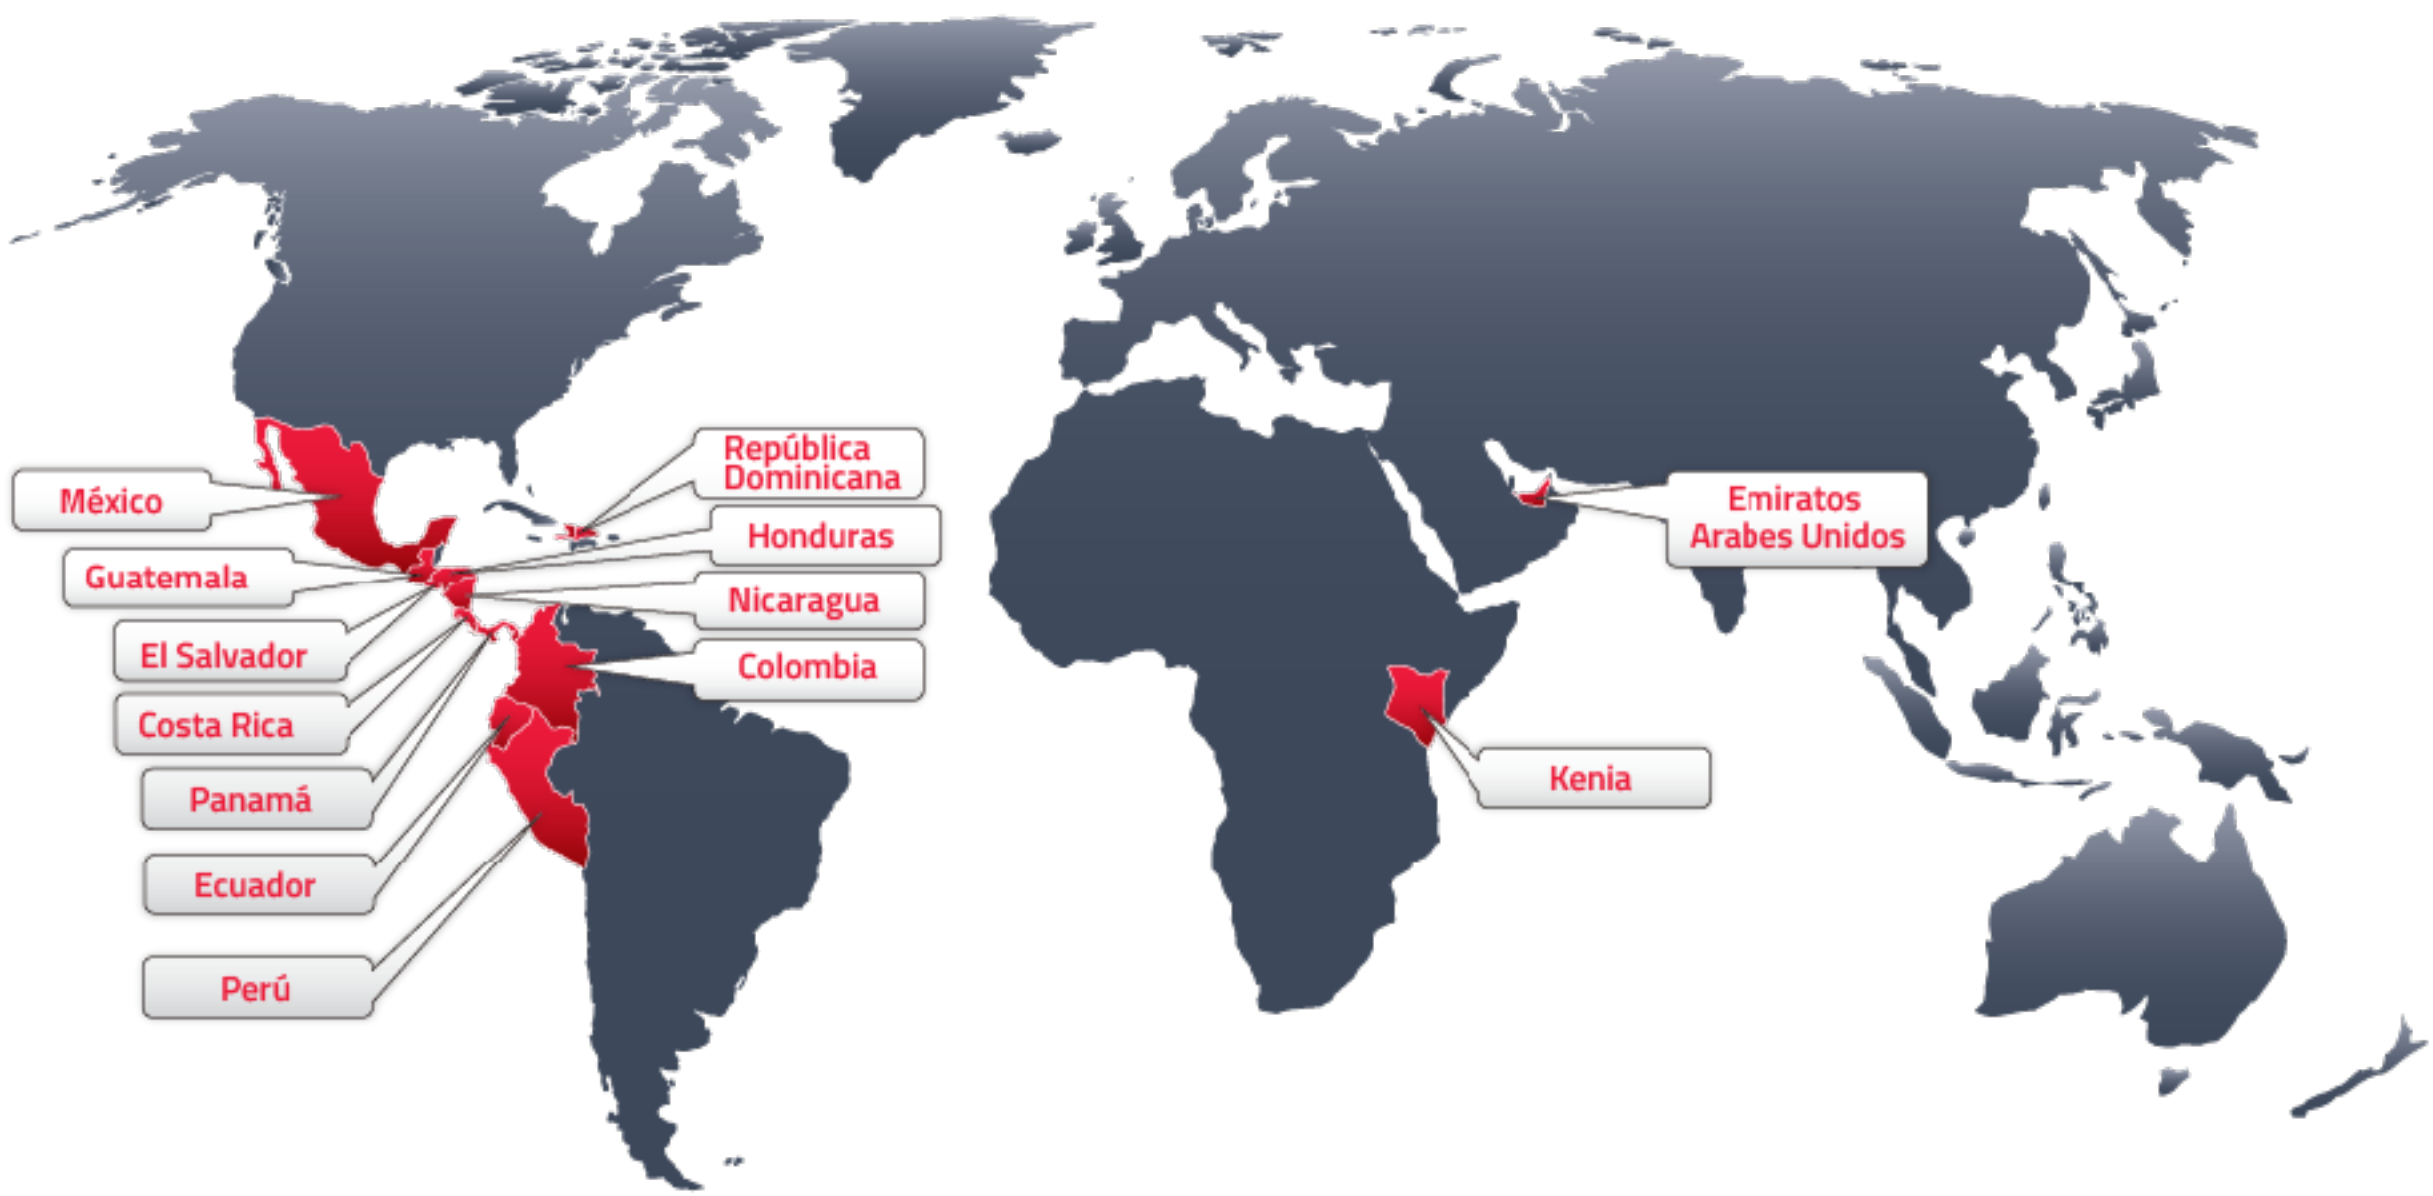 República
Dominicana
México
Honduras
Guatemala
Nicaragua
El Salvador
Colombia
Costa Rica
Panamá
Ecuador
Perú
Emiratos
Arabes Unidos
Kenia